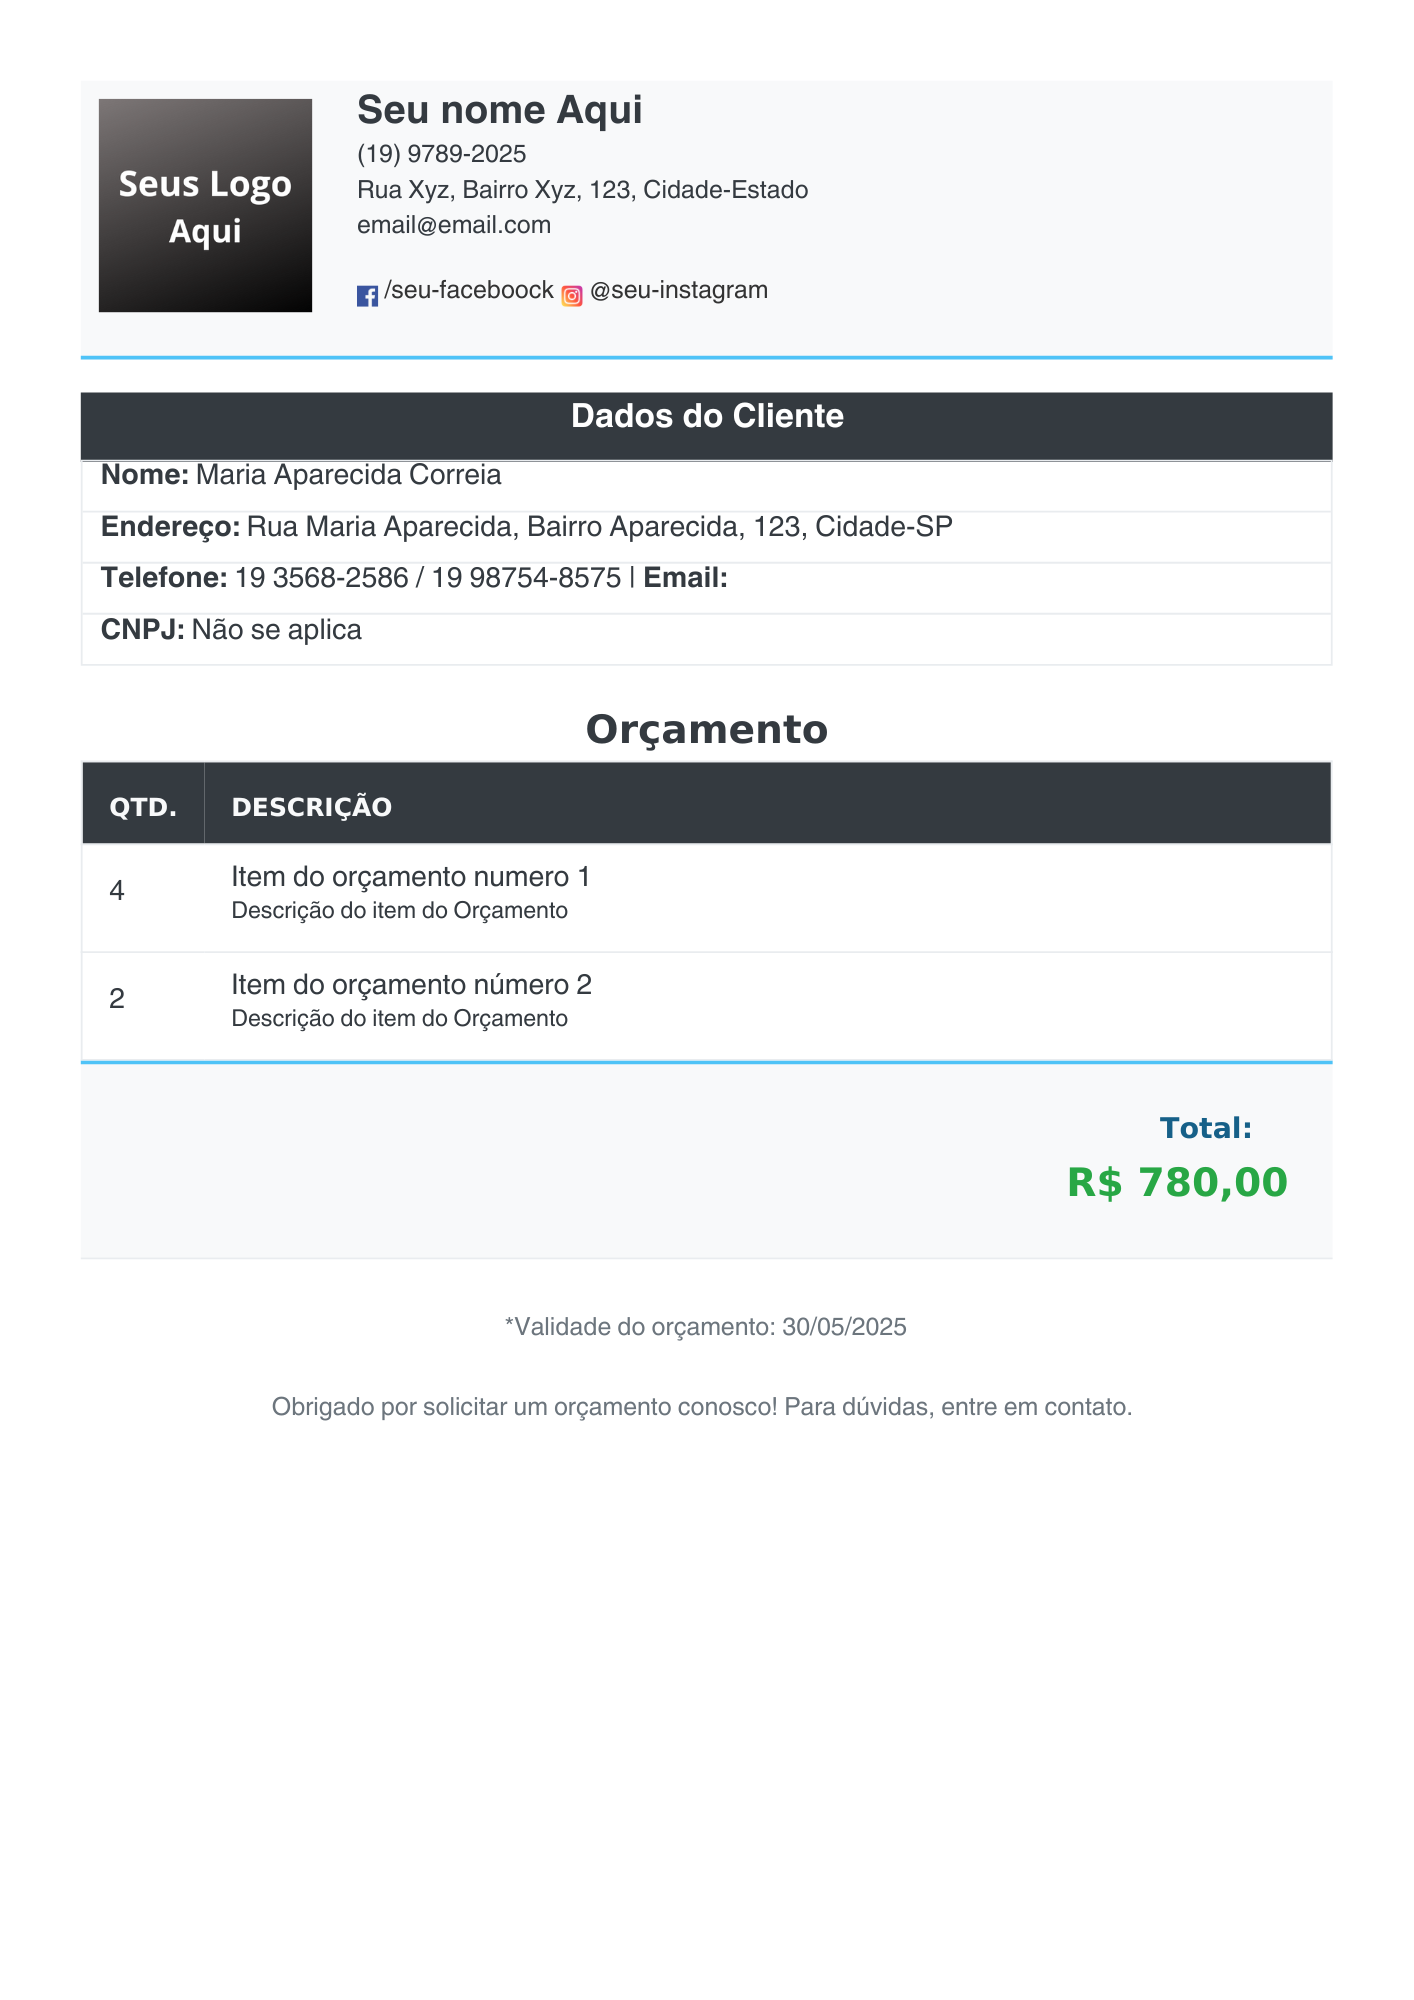 Seus Logo
Aqui
Seu nome Aqui
(19) 9789-2025
Rua Xyz, Bairro Xyz, 123, Cidade-Estado
email@email.com
/seu-faceboock @seu-instagram
Dados do Cliente
Nome: Maria Aparecida Correia
Endereço: Rua Maria Aparecida, Bairro Aparecida, 123, Cidade-SP
Telefone: 19 3568-2586 / 19 98754-8575 | Email:
CNPJ: Não se aplica
Orçamento
QTD. DESCRIÇÃO
4 Item do orçamento numero 1
Descrição do item do Orçamento
2 Item do orçamento número 2
Descrição do item do Orçamento
Total:
R$ 780,00
*Validade do orçamento: 30/05/2025
Obrigado por solicitar um orçamento conosco! Para dúvidas, entre em contato.